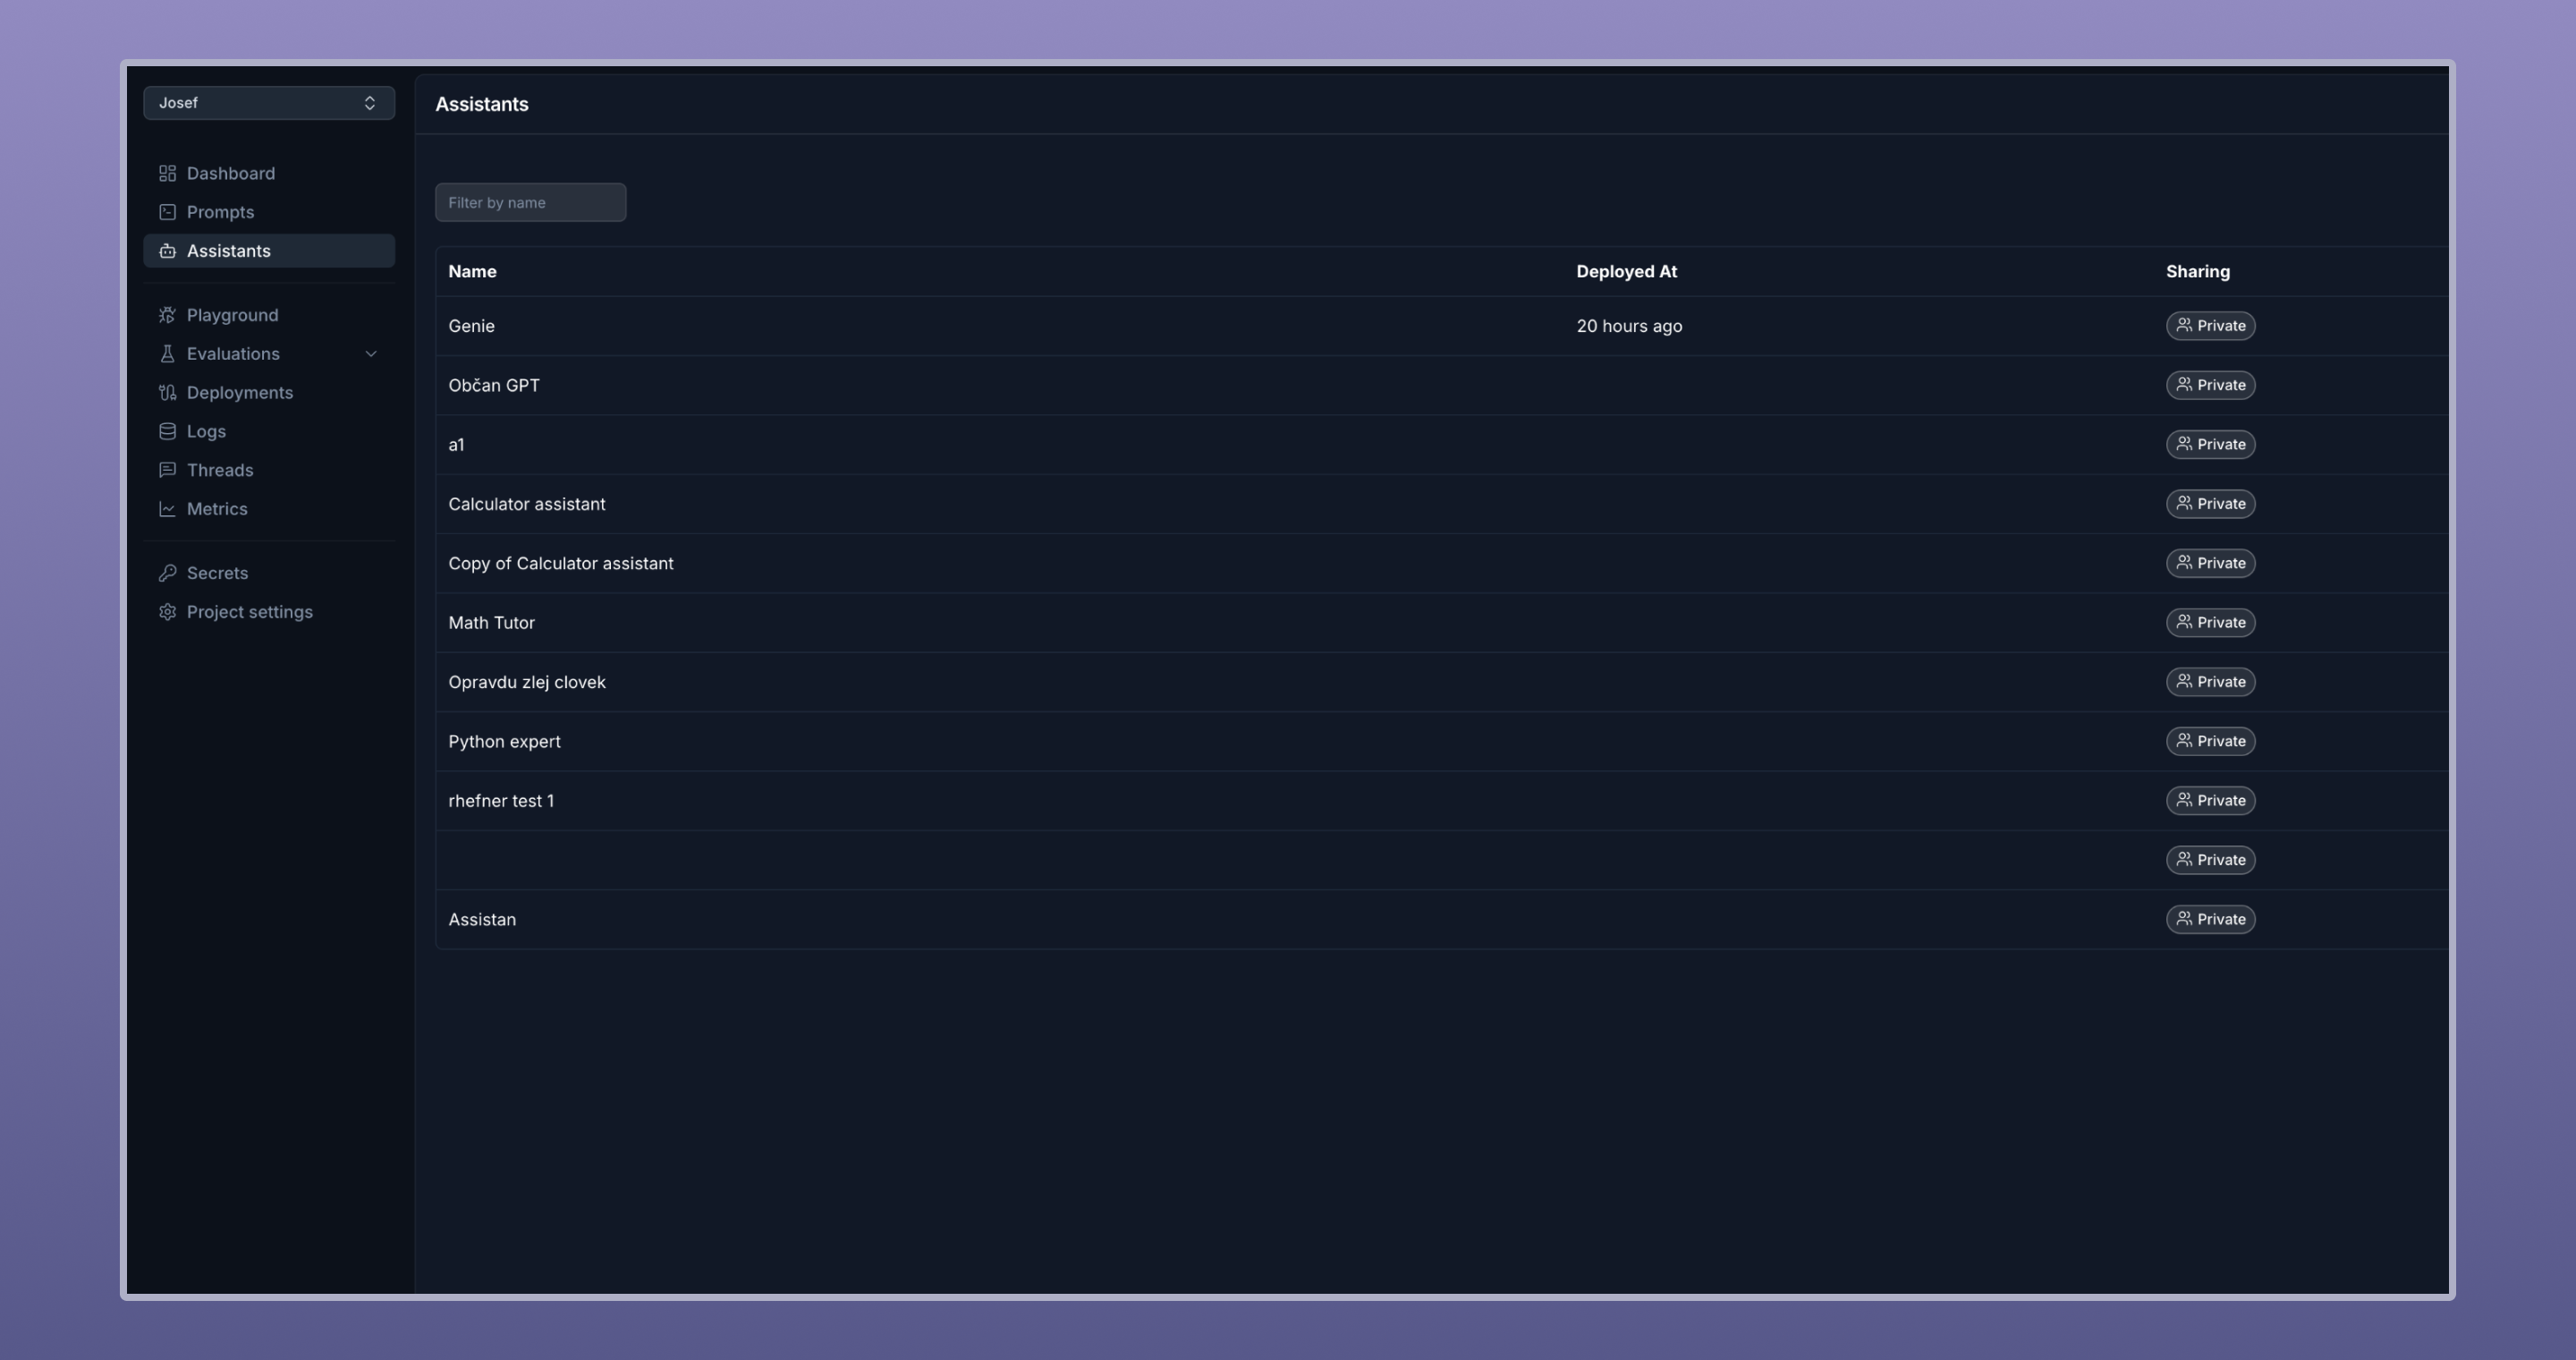 Josef
Dashboard
Prompts
Assistants
Playground
Evaluations
Deployments
Logs
Threads
Metrics
Secrets
Project settings
Assistants
Filter by name
Name Deployed At Sharing
Genie 20 hours ago Private
Občan GPT Private
a1 Private
Calculator assistant Private
Copy of Calculator assistant Private
Math Tutor Private
Opravdu zlej clovek Private
Python expert Private
rhefner test 1 Private
Private
Assistan Private